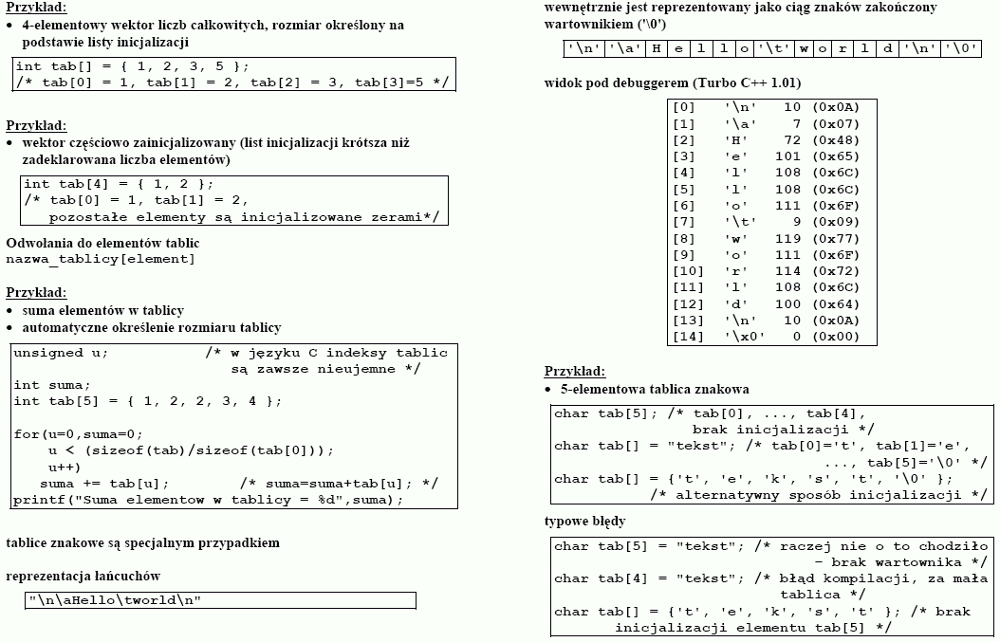 Przykład:
• 4-elementowy wektor liczb całkowitych, rozmiar określony na
podstawie listy inicjalizacji
int tab[] = { 1, 2, 3, 5 };
/* tab[0] = 1, tab[1] = 2, tab[2] = 3, tab[3]=5 */
Przykład:
• wektor częściowo zainicjalizowany (list inicjalizacji krótsza niż
zadeklarowana liczba elementów)
int tab[4] = { 1, 2 };
/* tab[0] = 1, tab[1] = 2,
pozostałe elementy są inicjalizowane zerami*/
Odwołania do elementów tablic
nazwa_tablicy[element]
Przykład:
• suma elementów w tablicy
• automatyczne określenie rozmiaru tablicy
unsigned u; /* w języku C indeksy tablic
są zawsze nieujemne */
int suma;
int tab[5] = { 1, 2, 2, 3, 4 };
for(u=0,suma=0;
u < (sizeof(tab)/sizeof(tab[0]));
u++)
suma += tab[u]; /* suma=suma+tab[u]; */
printf("Suma elementow w tablicy = %d",suma);
tablice znakowe są specjalnym przypadkiem
reprezentacja łańcuchów
"\n\aHello\tworld\n"
wewnętrznie jest reprezentowany jako ciąg znaków zakończony
wartownikiem ('\0')
'\n' '\a' H e l l o '\t' w o r l d '\n' '\0'
widok pod debuggerem (Turbo C++ 1.01)
[0] '\n' 10 (0x0A)
[1] '\a' 7 (0x07)
[2] 'H' 72 (0x48)
[3] 'e' 101 (0x65)
[4] 'l' 108 (0x6C)
[5] 'l' 108 (0x6C)
[6] 'o' 111 (0x6F)
[7] '\t' 9 (0x09)
[8] 'w' 119 (0x77)
[9] 'o' 111 (0x6F)
[10] 'r' 114 (0x72)
[11] 'l' 108 (0x6C)
[12] 'd' 100 (0x64)
[13] '\n' 10 (0x0A)
[14] '\x0' 0 (0x00)
Przykład:
• 5-elementowa tablica znakowa
char tab[5]; /* tab[0], ..., tab[4],
brak inicjalizacji */
char tab[] = "tekst"; /* tab[0]='t', tab[1]='e',
..., tab[5]='\0' */
char tab[] = {'t', 'e', 'k', 's', 't', '\0' };
/* alternatywny sposób inicjalizacji */
typowe błędy
char tab[5] = "tekst"; /* raczej nie o to chodziło
– brak wartownika */
char tab[4] = "tekst"; /* błąd kompilacji, za mała
tablica */
char tab[] = {'t', 'e', 'k', 's', 't' }; /* brak
inicjalizacji elementu tab[5] */